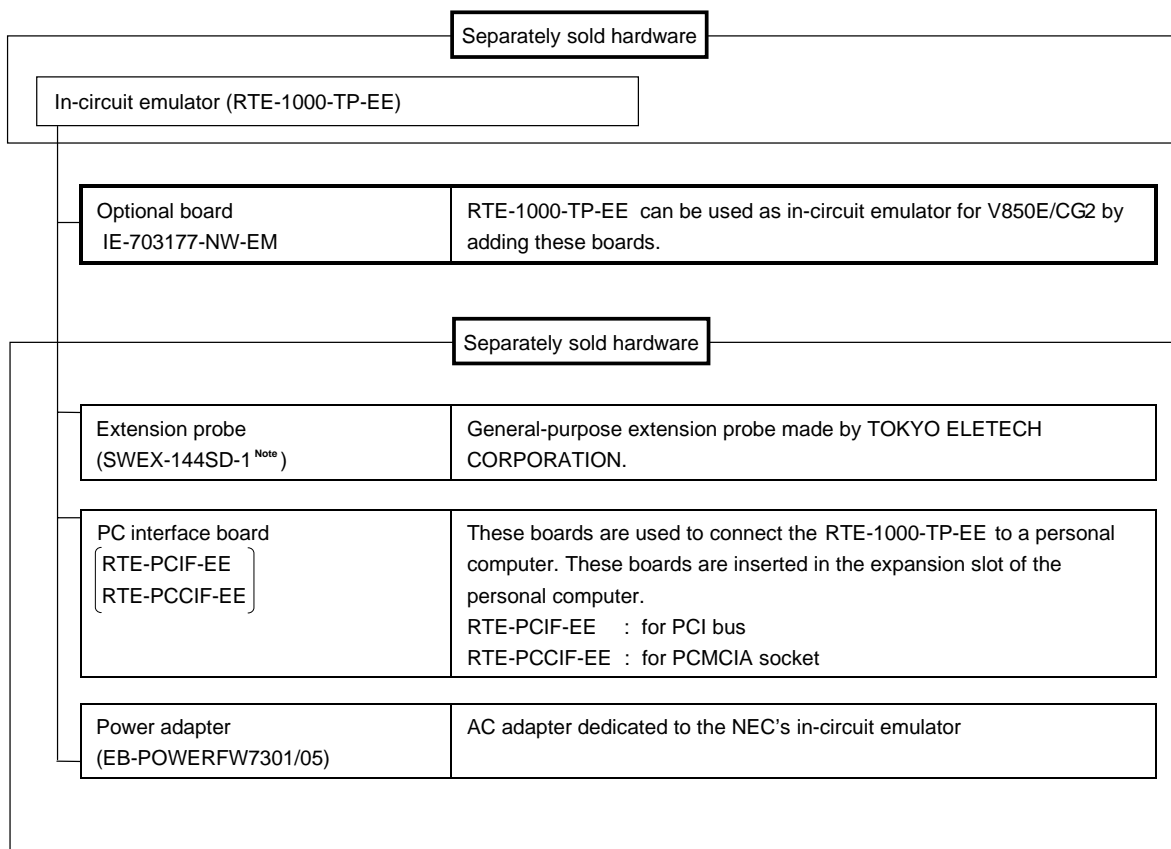 Separately sold hardware
In-circuit emulator (RTE-1000-TP-EE)
Optional board
IE-703177-NW-EM
RTE-1000-TP-EE can be used as in-circuit emulator for V850E/CG2 by
adding these boards.
Separately sold hardware
Extension probe
(SWEX-144SD-1 Note)
General-purpose extension probe made by TOKYO ELETECH
CORPORATION.
PC interface board
RTE-PCIF-EE
RTE-PCCIF-EE
These boards are used to connect the RTE-1000-TP-EE to a personal
computer. These boards are inserted in the expansion slot of the
personal computer.
RTE-PCIF-EE : for PCI bus
RTE-PCCIF-EE : for PCMCIA socket
Power adapter
(EB-POWERFW7301/05)
AC adapter dedicated to the NEC's in-circuit emulator